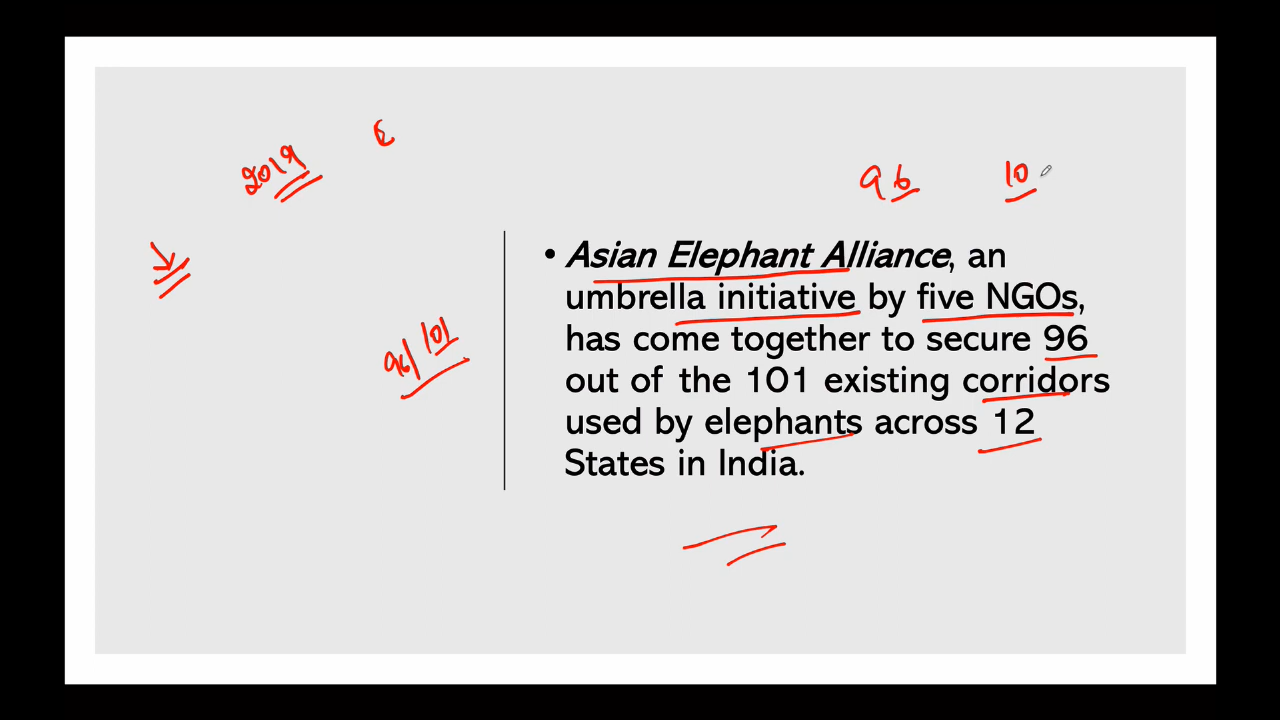 2019
96 10
• Asian Elephant Alliance, an
umbrella initiative by five NGOs,
has come together to secure 96
96/101
out of the 101 existing corridors
used by elephants across 12
States in India.